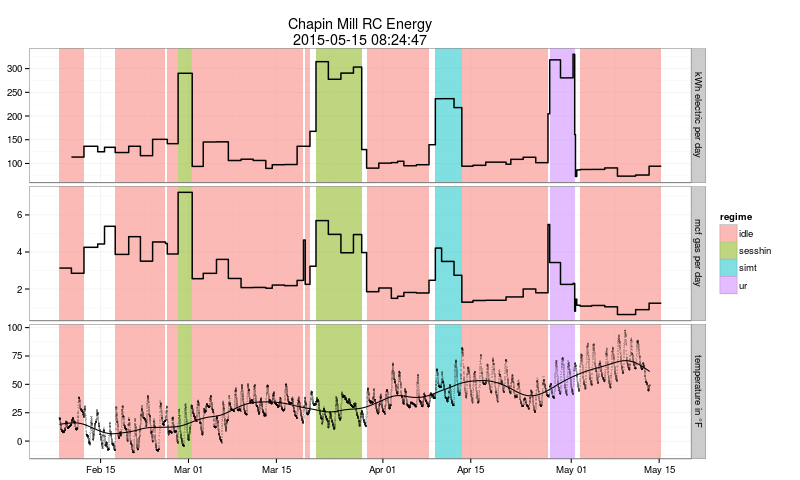 Chapin Mill RC Energy
2015-05-15 08:24:47
300
250
200
150
100
kWh electric per day
6
4
2
mcf gas per day
100
75
50
25
0
temperature in °F
Feb 15
Mar 01
Mar 15
Apr 01
Apr 15
May 01
May 15
regime
idle
sesshin
simt
ur